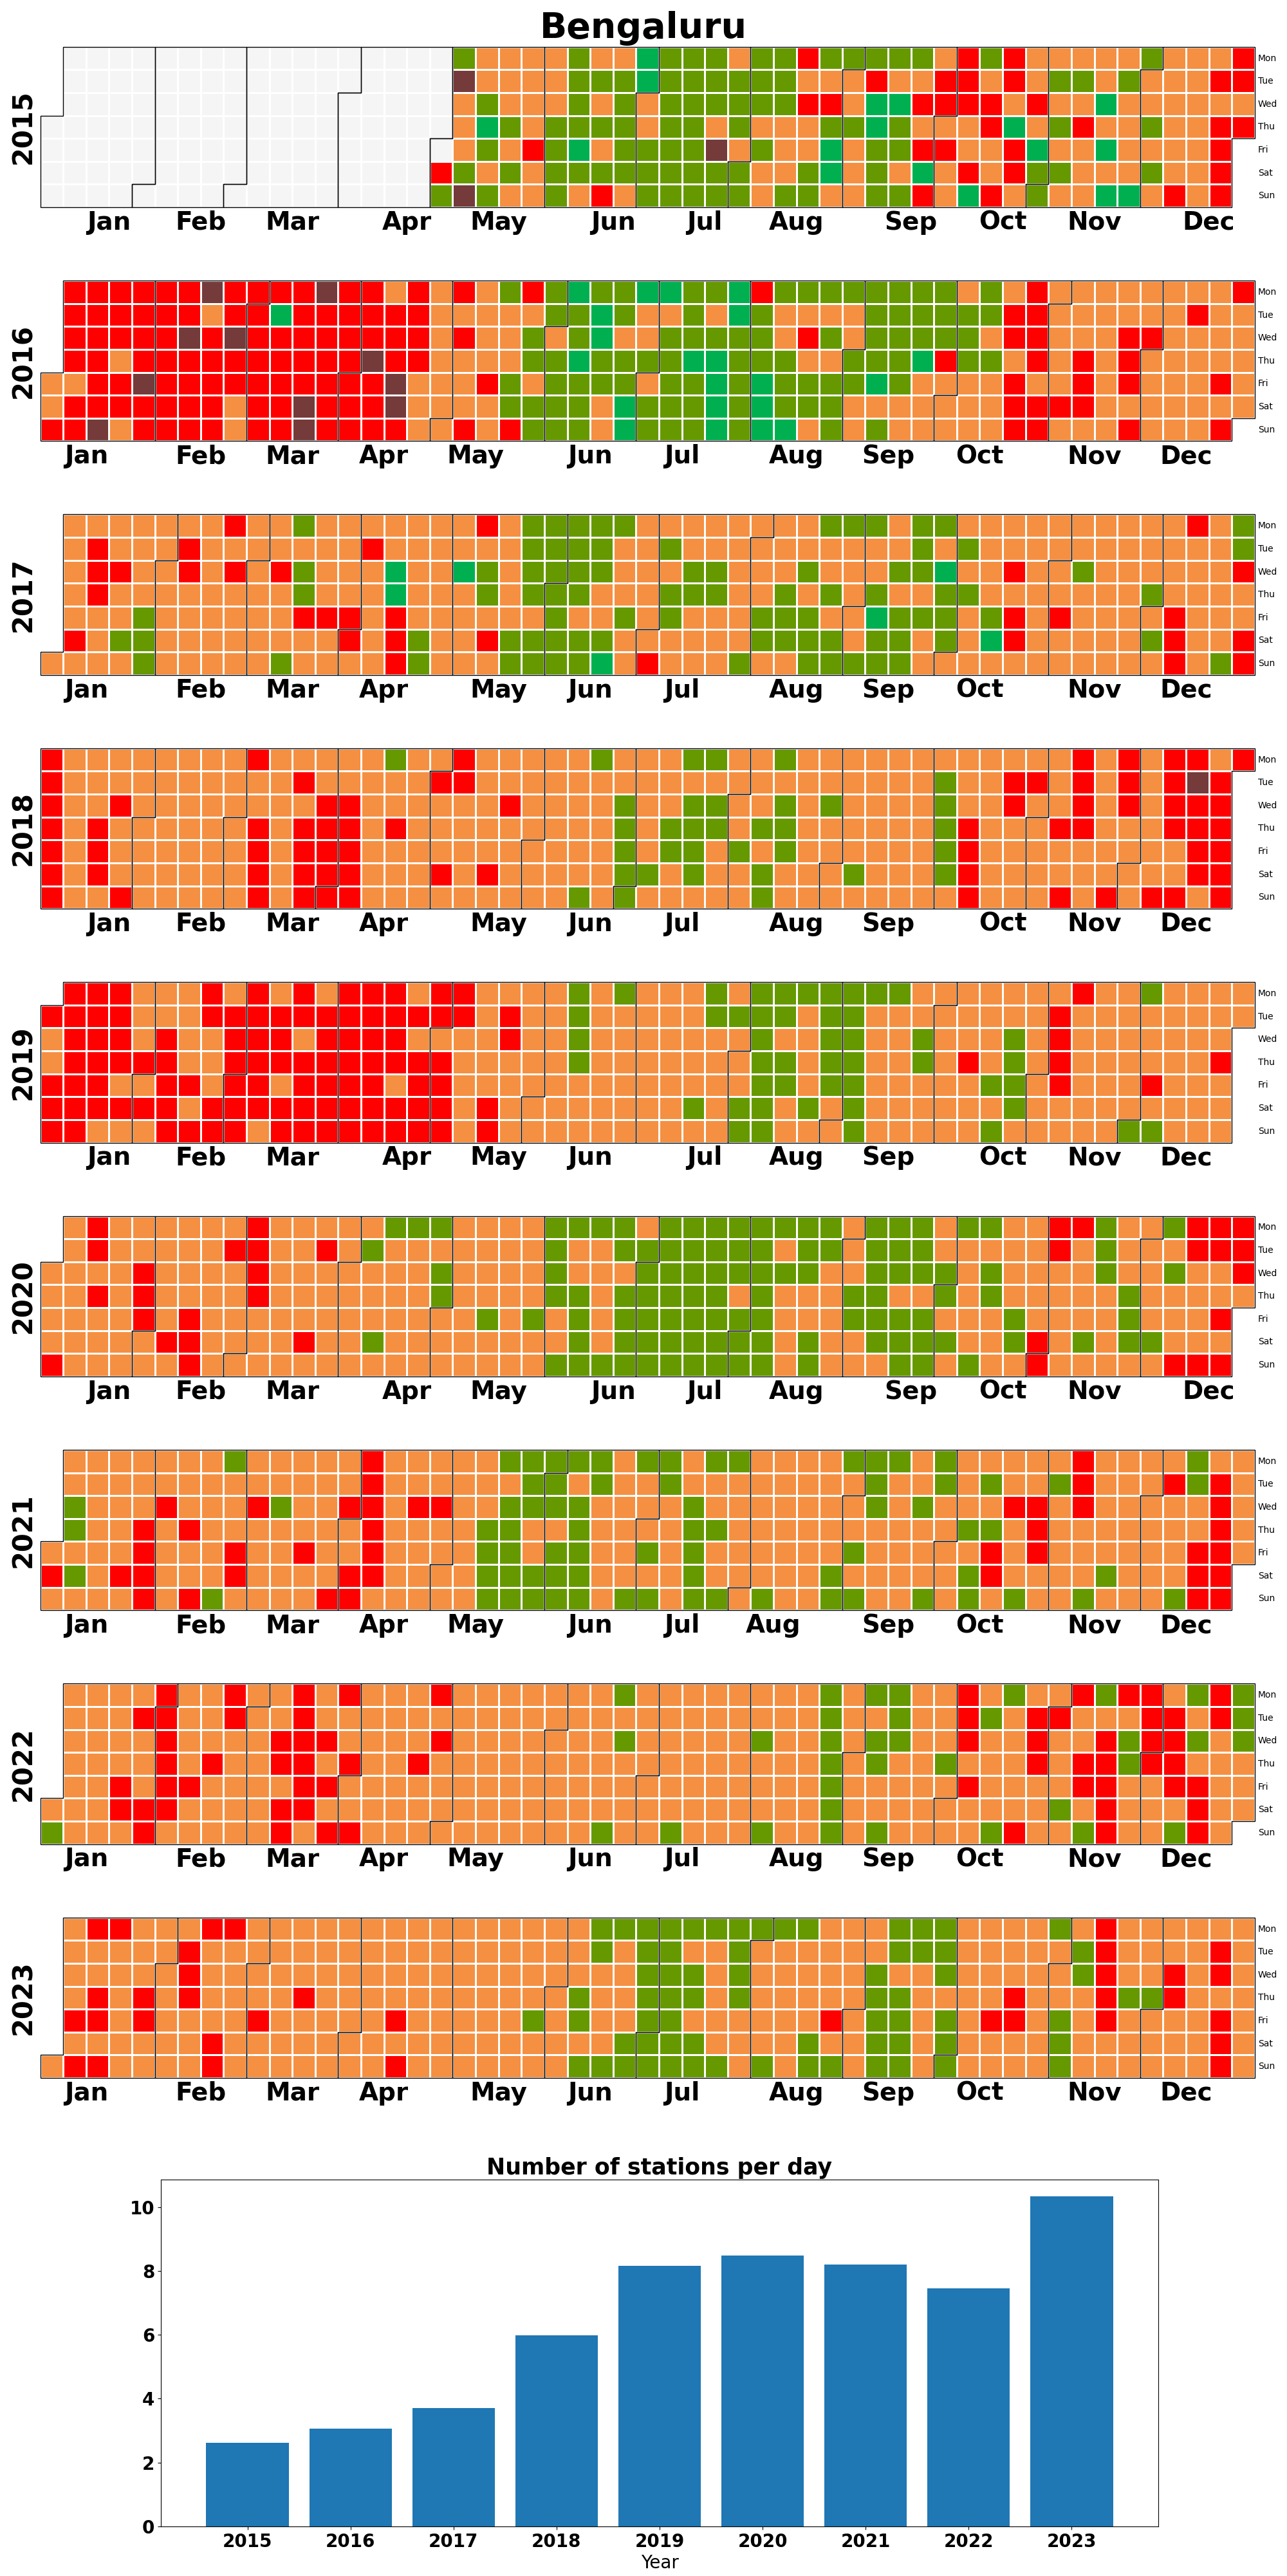 Bengaluru
2015
Mon
Tue
Wed
Thu
Fri
Sat
Sun
Jan Feb Mar Apr May Jun Jul Aug Sep Oct Nov Dec
2016
Mon
Tue
Wed
Thu
Fri
Sat
Sun
Jan Feb Mar Apr May Jun Jul Aug Sep Oct Nov Dec
2017
Mon
Tue
Wed
Thu
Fri
Sat
Sun
Jan Feb Mar Apr May Jun Jul Aug Sep Oct Nov Dec
2018
Mon
Tue
Wed
Thu
Fri
Sat
Sun
Jan Feb Mar Apr May Jun Jul Aug Sep Oct Nov Dec
2019
Mon
Tue
Wed
Thu
Fri
Sat
Sun
Jan Feb Mar Apr May Jun Jul Aug Sep Oct Nov Dec
2020
Mon
Tue
Wed
Thu
Fri
Sat
Sun
Jan Feb Mar Apr May Jun Jul Aug Sep Oct Nov Dec
2021
Mon
Tue
Wed
Thu
Fri
Sat
Sun
Jan Feb Mar Apr May Jun Jul Aug Sep Oct Nov Dec
2022
Mon
Tue
Wed
Thu
Fri
Sat
Sun
Jan Feb Mar Apr May Jun Jul Aug Sep Oct Nov Dec
2023
Mon
Tue
Wed
Thu
Fri
Sat
Sun
Jan Feb Mar Apr May Jun Jul Aug Sep Oct Nov Dec
Number of stations per day
10
8
6
4
2
0
2015 2016 2017 2018 2019 2020 2021 2022 2023
Year